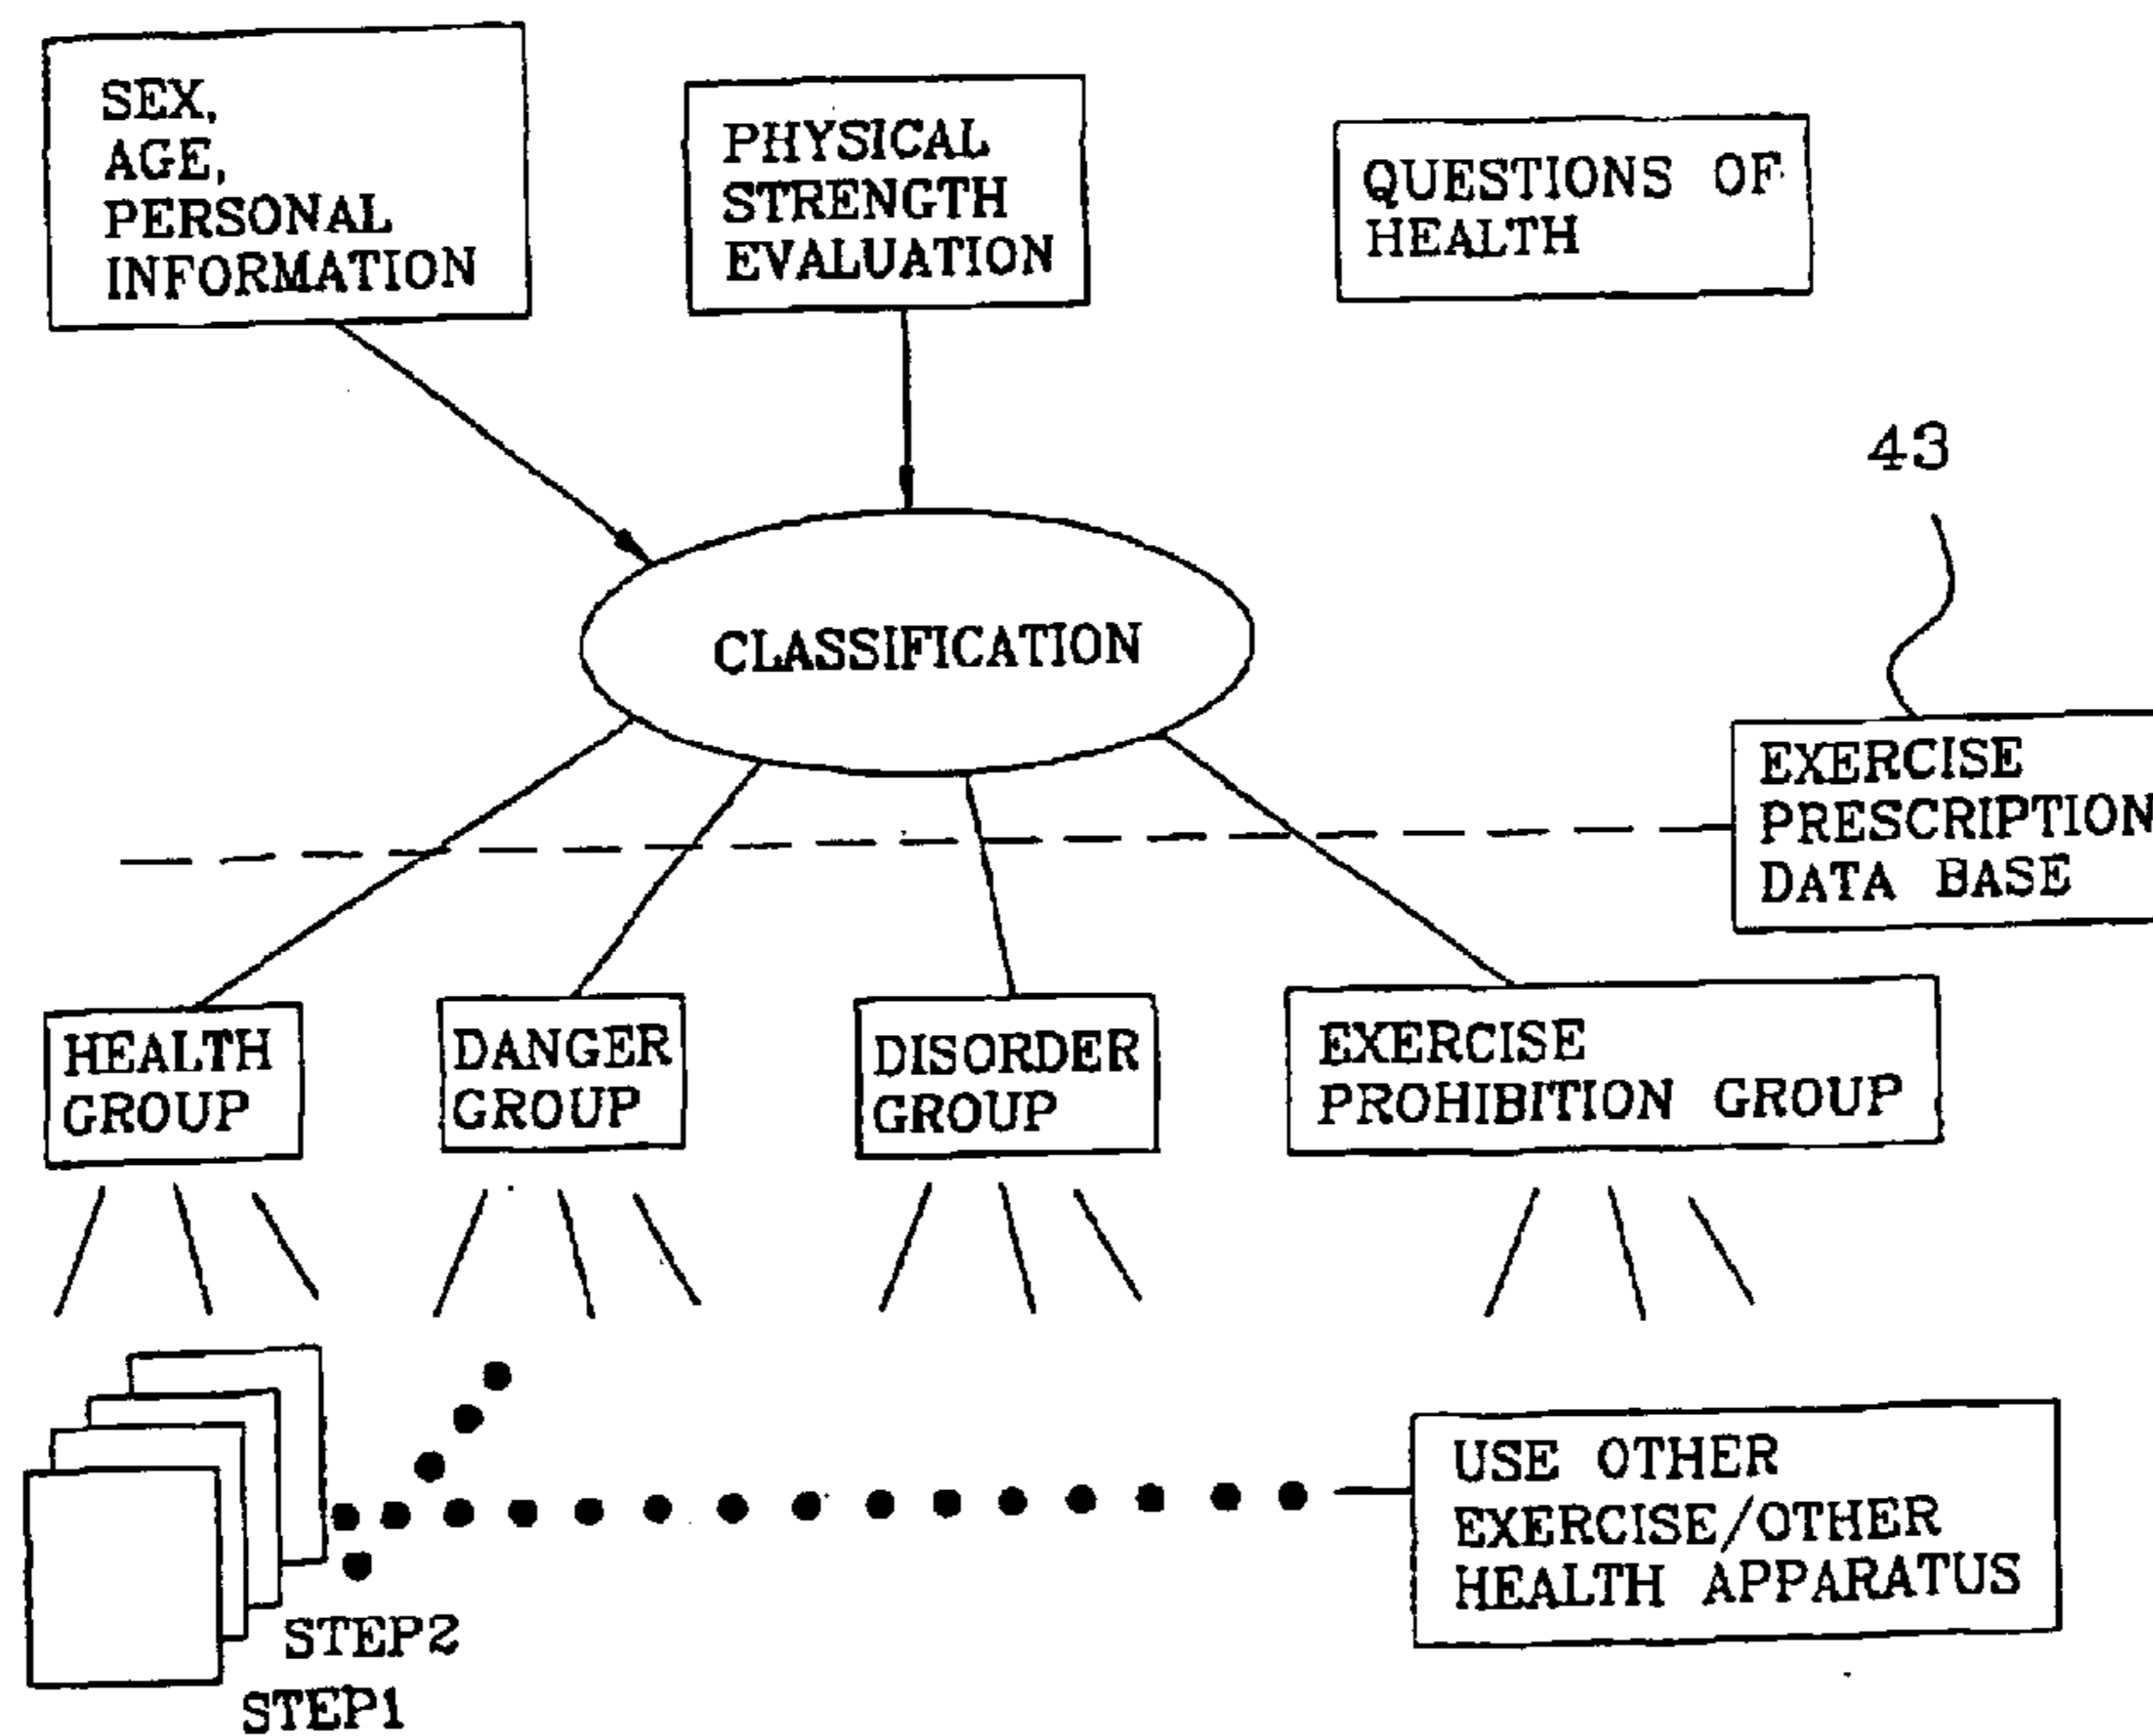 SEX,
AGE,
PERSONAL
INFORMATION
PHYSICAL
STRENGTH
EVALUATION
QUESTIONS OF
HEALTH
43
CLASSIFICATION
EXERCISE
PRESCRIPTION
DATA BASE
HEALTH
GROUP
DANGER
GROUP
DISORDER
GROUP
EXERCISE
PROHIBITION GROUP
USE OTHER
EXERCISE/OTHER
HEALTH APPARATUS
STEP2
STEP1